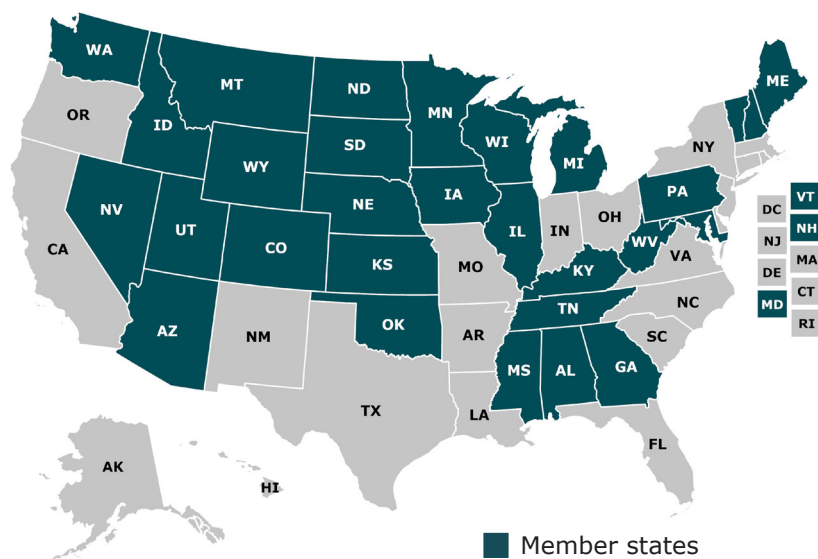 WA
MT
ND
MN
ME
OR
ID
SD
WI
NY
WY
MI
IA
PA
VT
NE
DC
NH
NV
UT
OH
IN
IL
NJ
CO
WV
MA
CA
VA
KS
DE
MO
KY
CT
MD
NC
TN
RI
AZ
OK
NM
AR
SC
MS
AL
GA
TX
LA
FL
AK
HI
Member states